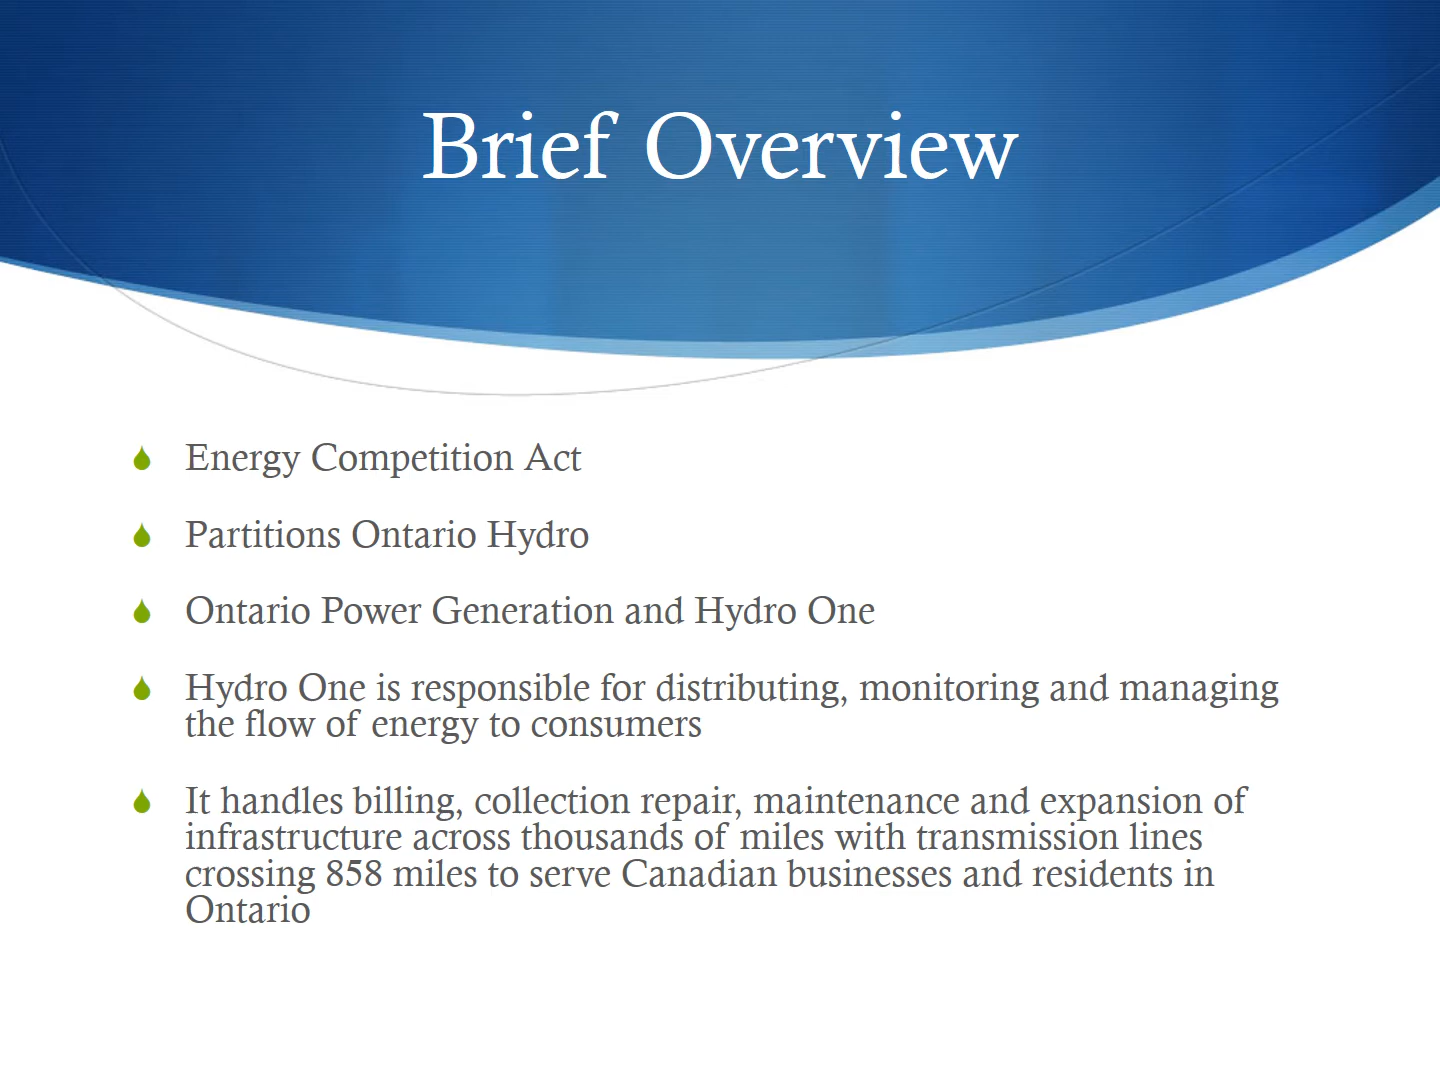 Brief Overview
Energy Competition Act
Partitions Ontario Hydro
Ontario Power Generation and Hydro One
Hydro One is responsible for distributing, monitoring and managing
the flow of energy to consumers
It handles billing, collection repair, maintenance and expansion of
infrastructure across thousands of miles with transmission lines
crossing 858 miles to serve Canadian businesses and residents in
Ontario